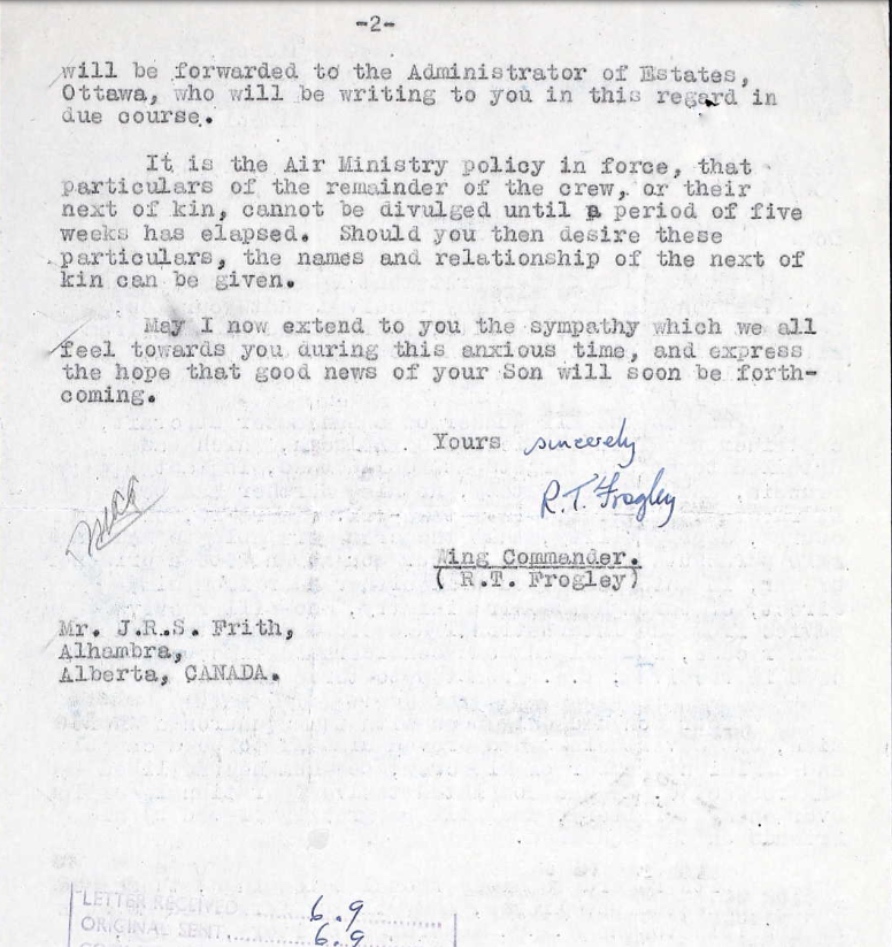 -2-
will be forwarded to the Administrator of Estates,
Ottawa, who will be writing to you in this regard in
due course.
It is the Air Ministry policy in force, that
particulars of the remainder of the crew, or their
next of kin, cannot be divulged until a period of five
weeks has elapsed. Should you then desire these
particulars, the names and relationship of the next of
kin can be given.
May I now extend to you the sympathy which we all
feel towards you during this anxious time, and express
the hope that good news of your Son will soon be forth-
coming.
Yours sincerely
R.T. Frogley
Wing Commander.
( R.T. Frogley)
Mr. J.R.S. Frith,
Alhambra,
Alberta, CANADA.
LETTER RECEIVED 6.9
ORIGINAL SENT 6.9